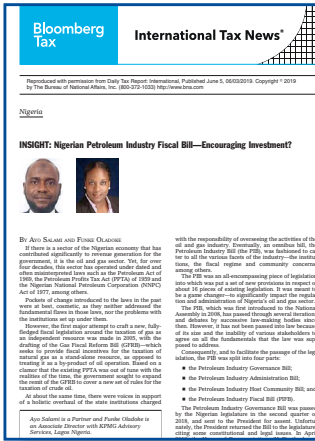 Bloomberg
Tax
International Tax News®
Reproduced with permission from Daily Tax Report: International, Published June 5, 06/03/2019. Copyright © 2019
by The Bureau of National Affairs, Inc. (800-372-1033) http://www.bna.com
Nigeria
INSIGHT: Nigerian Petroleum Industry Fiscal Bill—Encouraging Investment?
BY AYO SALAMI AND FUNKE OLADOKE
If there is a sector of the Nigerian economy that has
contributed significantly to revenue generation for the
government, it is the oil and gas sector. Yet, for over
four decades, this sector has operated under dated and
often misinterpreted laws such as the Petroleum Act of
1969, the Petroleum Profits Tax Act (PPTA) of 1959 and
the Nigerian National Petroleum Corporation (NNPC)
Act of 1977, among others.
Pockets of change introduced to the laws in the past
were at best, cosmetic, as they neither addressed the
fundamental flaws in those laws, nor the problems with
the institutions set up under them.
However, the first major attempt to craft a new, fully-
fledged fiscal legislation around the taxation of gas as
an independent resource was made in 2005, with the
drafting of the Gas Fiscal Reform Bill (GFRB)—which
seeks to provide fiscal incentives for the taxation of
natural gas as a stand-alone resource, as opposed to
treating it as a by-product of oil operation. Based on a
clamor that the existing PPTA was out of tune with the
realities of the time, the government sought to expand
the remit of the GFRB to cover a new set of rules for the
taxation of crude oil.
At about the same time, there were voices in support
of a holistic overhaul of the state institutions charged
Ayo Salami is a Partner and Funke Oladoke is
an Associate Director with KPMG Advisory
Services, Lagos Nigeria.
with the responsibility of overseeing the activities of th
oil and gas industry. Eventually, an omnibus bill, th
Petroleum Industry Bill (the PIB), was fashioned to ca
ter to all the various facets of the industry—the institu
tions, the fiscal regime and community concerns
among others.
The PIB was an all-encompassing piece of legislation
into which was put a set of new provisions in respect o
about 16 pieces of existing legislation. It was meant t
be a game changer—to significantly impact the regula
tion and administration of Nigeria's oil and gas sector.
The PIB, which was first introduced to the National
Assembly in 2008, has passed through several iteration
and debates by successive law-making bodies sinc
then. However, it has not been passed into law because
of its size and the inability of various stakeholders t
agree on all the fundamentals that the law was sup
posed to address.
Consequently, and to facilitate the passage of the leg
islation, the PIB was split into four parts:
■ the Petroleum Industry Governance Bill;
■ the Petroleum Industry Administration Bill;
■ the Petroleum Industry Host Community Bill; and
■ the Petroleum Industry Fiscal Bill (PIFB).
The Petroleum Industry Governance Bill was passe
by the Nigerian legislature in the second quarter o
2018, and sent to the President for assent. Unfortu
nately, the President returned the Bill to the legislature
citing some constitutional and legal issues. In Apri